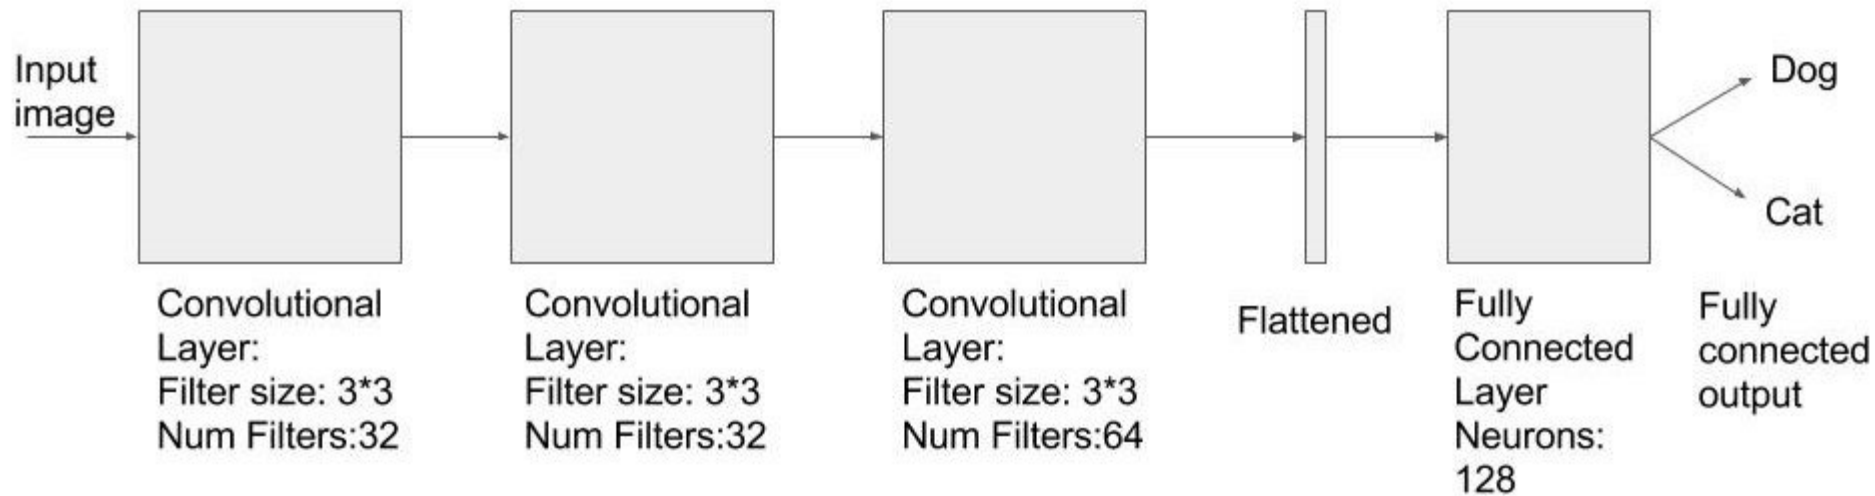 Input
image
Dog
Cat
Convolutional
Layer:
Filter size: 3*3
Num Filters:32
Convolutional
Layer:
Filter size: 3*3
Num Filters:32
Convolutional
Layer:
Filter size: 3*3
Num Filters:64
Flattened
Fully
Connected
Layer
Neurons:
128
Fully
connected
output